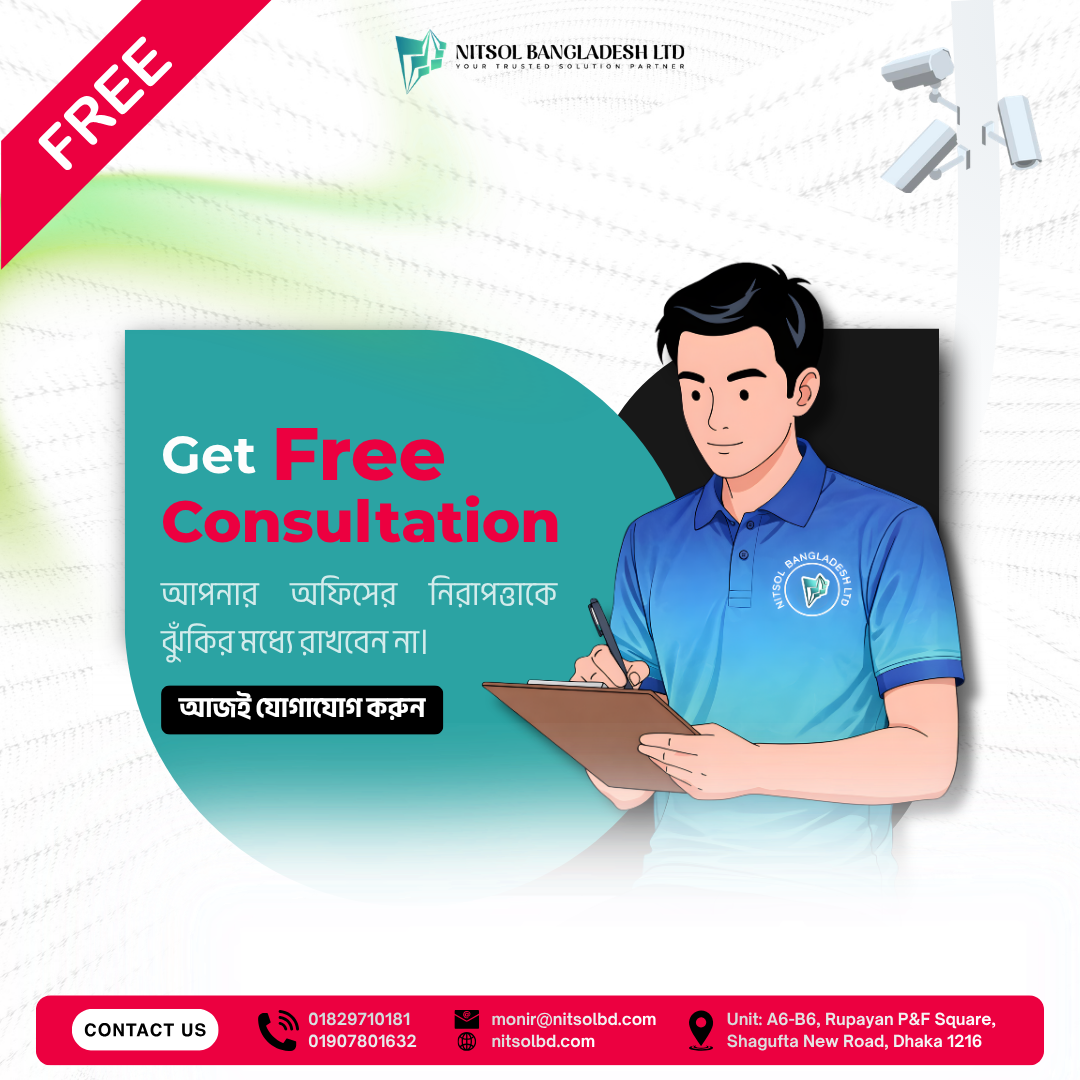 FREE
NITSOL BANGLADESH LTD
YOUR TRUSTED SOLUTION PARTNER
Get Free
Consultation
আপনার অফিসের নিরাপত্তাকে
ঝুঁকির মধ্যে রাখবেন না।
আজই যোগাযোগ করুন
NITSOL BANGLADESH LTD
CONTACT US
01829710181
01907801632
monir@nitsolbd.com
nitsolbd.com
Unit: A6-B6, Rupayan P&F Square,
Shagufta New Road, Dhaka 1216